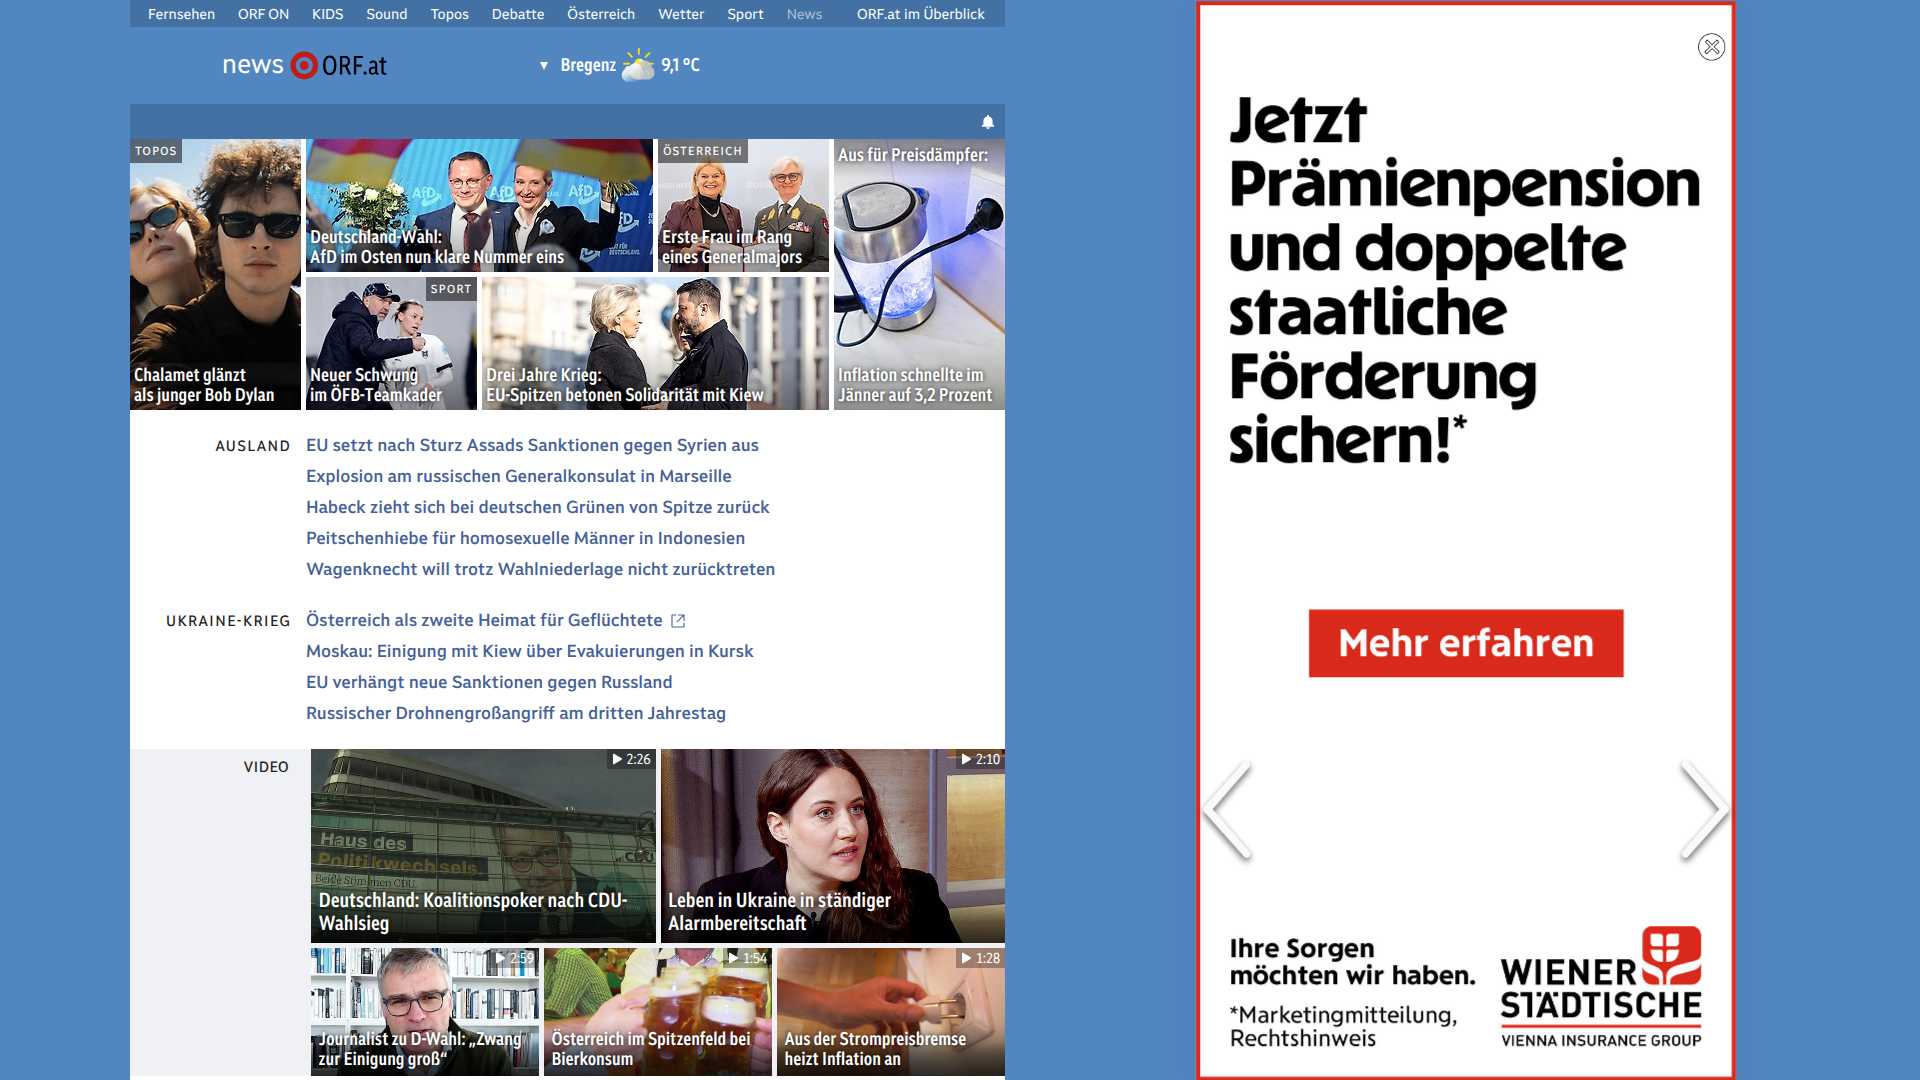 Fernsehen ORF ON KIDS Sound Topos Debatte Österreich Wetter Sport News ORF.at im Überblick
news ORF.at
Bregenz 9,1 °C
TOPOS
Chalamet glänzt
als junger Bob Dylan
AfD
AfD
AfD
Deutschland-Wahl:
AfD im Osten nun klare Nummer eins
ÖSTERREICH
Erste Frau im Rang
eines Generalmajors
Aus für Preisdämpfer:
Inflation schnellte im
Jänner auf 3,2 Prozent
SPORT
Neuer Schwung
im ÖFB-Teamkader
Drei Jahre Krieg:
EU-Spitzen betonen Solidarität mit Kiew
AUSLAND
EU setzt nach Sturz Assads Sanktionen gegen Syrien aus
Explosion am russischen Generalkonsulat in Marseille
Habeck zieht sich bei deutschen Grünen von Spitze zurück
Peitschenhiebe für homosexuelle Männer in Indonesien
Wagenknecht will trotz Wahlniederlage nicht zurücktreten
UKRAINE-KRIEG
Österreich als zweite Heimat für Geflüchtete
Moskau: Einigung mit Kiew über Evakuierungen in Kursk
EU verhängt neue Sanktionen gegen Russland
Russischer Drohnengroßangriff am dritten Jahrestag
VIDEO
2:26
Haus des
Politikwechsels
Beide Stimmen CDU
CDU
Deutschland: Koalitionspoker nach CDU-
Wahlsieg
2:10
Leben in Ukraine in ständiger
Alarmbereitschaft
2:59
Journalist zu D-Wahl: „Zwang
zur Einigung groß“
1:54
Österreich im Spitzenfeld bei
Bierkonsum
1:28
Aus der Strompreisbremse
heizt Inflation an
Jetzt
Prämienpension
und doppelte
staatliche
Förderung
sichern!*
Mehr erfahren
Ihre Sorgen
möchten wir haben.
*Marketingmitteilung,
Rechtshinweis
WIENER
STÄDTISCHE
VIENNA INSURANCE GROUP